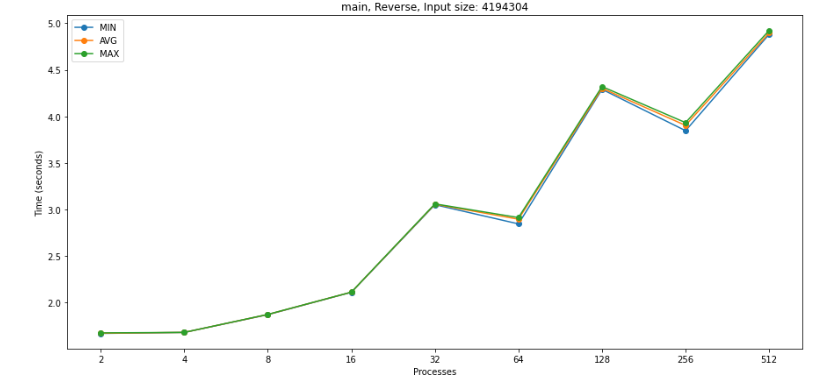 main, Reverse, Input size: 4194304
MIN
AVG
MAX
5.0
4.5
4.0
3.5
3.0
2.5
2.0
Time (seconds)
2 4 8 16 32 64 128 256 512
Processes